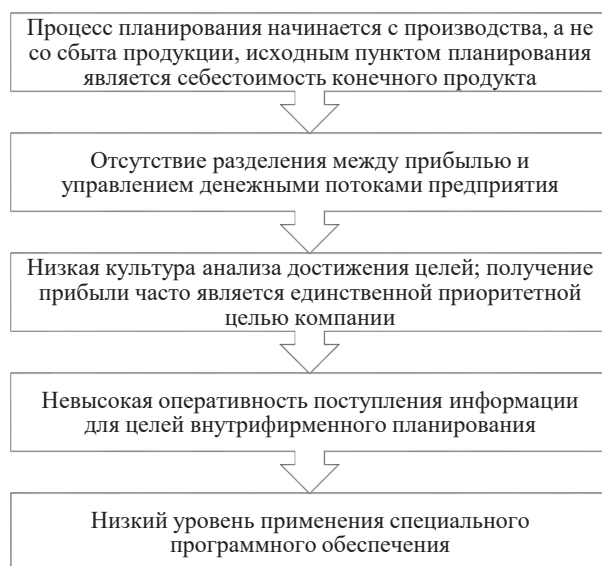 Процесс планирования начинается с производства, а не
со сбыта продукции, исходным пунктом планирования
является себестоимость конечного продукта
Отсутствие разделения между прибылью и
управлением денежными потоками предприятия
Низкая культура анализа достижения целей; получение
прибыли часто является единственной приоритетной
целью компании
Невысокая оперативность поступления информации
для целей внутрифирменного планирования
Низкий уровень применения специального
программного обеспечения